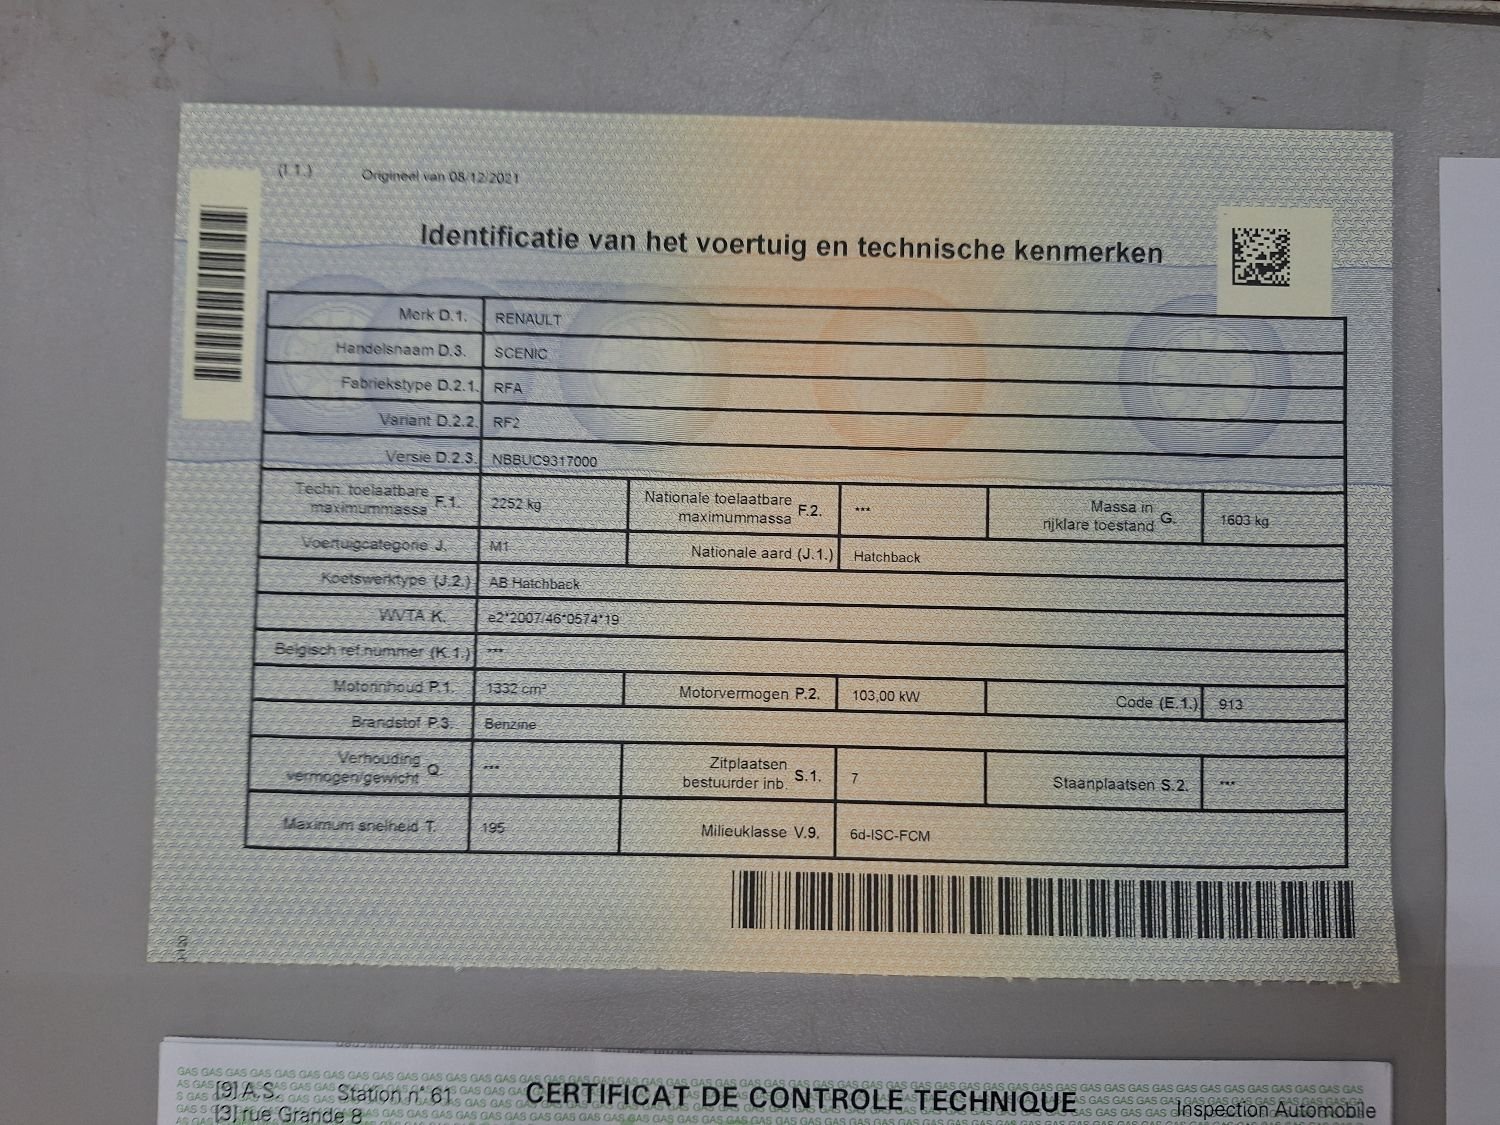 (I.1.) Origineel van 08/12/2021
Identificatie van het voertuig en technische kenmerken
Merk D.1. RENAULT
Handelsnaam D.3. SCENIC
Fabriekstype D.2.1. RFA
Variant D.2.2. RF2
Versie D.2.3. NBBUC9317000
Techn. toelaatbare maximummassa F.1. 2252 kg Nationale toelaatbare maximummassa F.2. *** Massa in rijklare toestand G. 1603 kg
Voertuigcategorie J. M1 Nationale aard (J.1.) Hatchback
Koetswerktype (J.2.) AB Hatchback
WVTA K. e2*2007/46*0574*19
Belgisch ref.nummer (K.1.) ***
Motorinhoud P.1. 1332 cm³ Motorvermogen P.2. 103,00 kW Code (E.1.) 913
Brandstof P.3. Benzine
Verhouding vermogen/gewicht Q. *** Zitplaatsen bestuurder inb. S.1. 7 Staanplaatsen S.2. ***
Maximum snelheid T. 195 Milieuklasse V.9. 6d-ISC-FCM
[9] A.S. Station n° 61 CERTIFICAT DE CONTROLE TECHNIQUE Inspection Automobile
[3] rue Grande 8